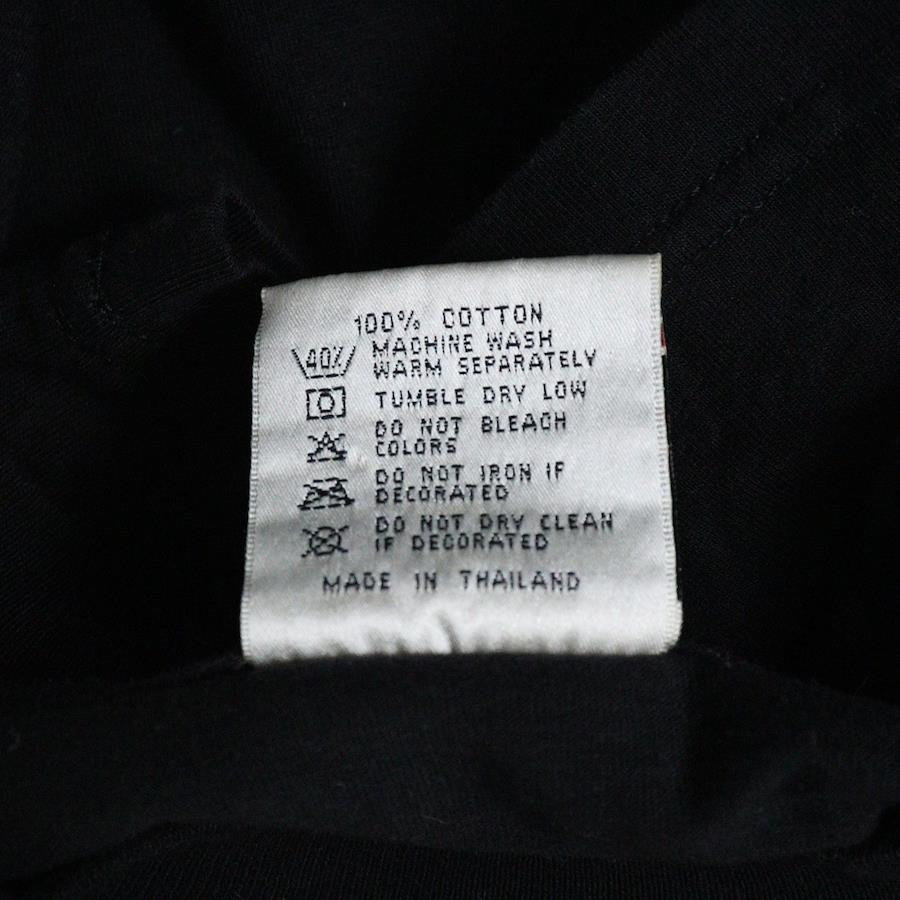 100% COTTON
MACHINE WASH
40% WARM SEPARATELY
TUMBLE DRY LOW
DO NOT BLEACH
COLORS
DO NOT IRON IF
DECORATED
DO NOT DRY CLEAN
IF DECORATED
MADE IN THAILAND